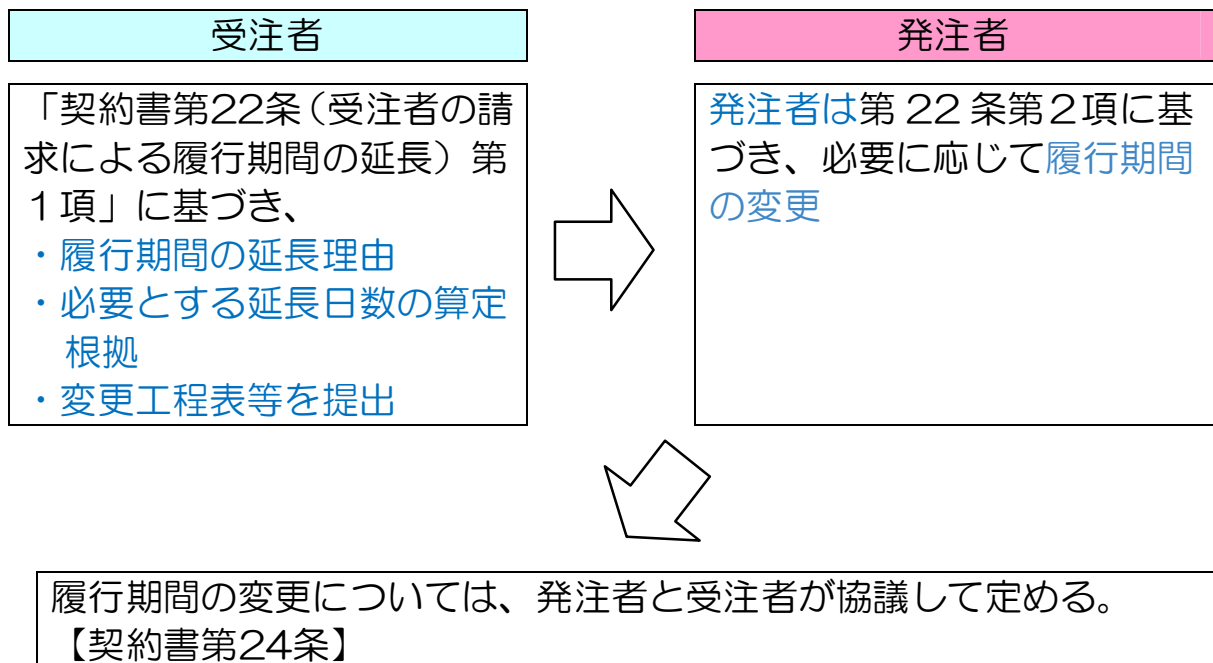 受注者
「契約書第22条(受注者の請
求による履行期間の延長)第
1項」に基づき、
・履行期間の延長理由
・必要とする延長日数の算定
根拠
・変更工程表等を提出
発注者
発注者は第 22 条第2項に基
づき、必要に応じて履行期間
の変更
履行期間の変更については、発注者と受注者が協議して定める。
【契約書第24条】